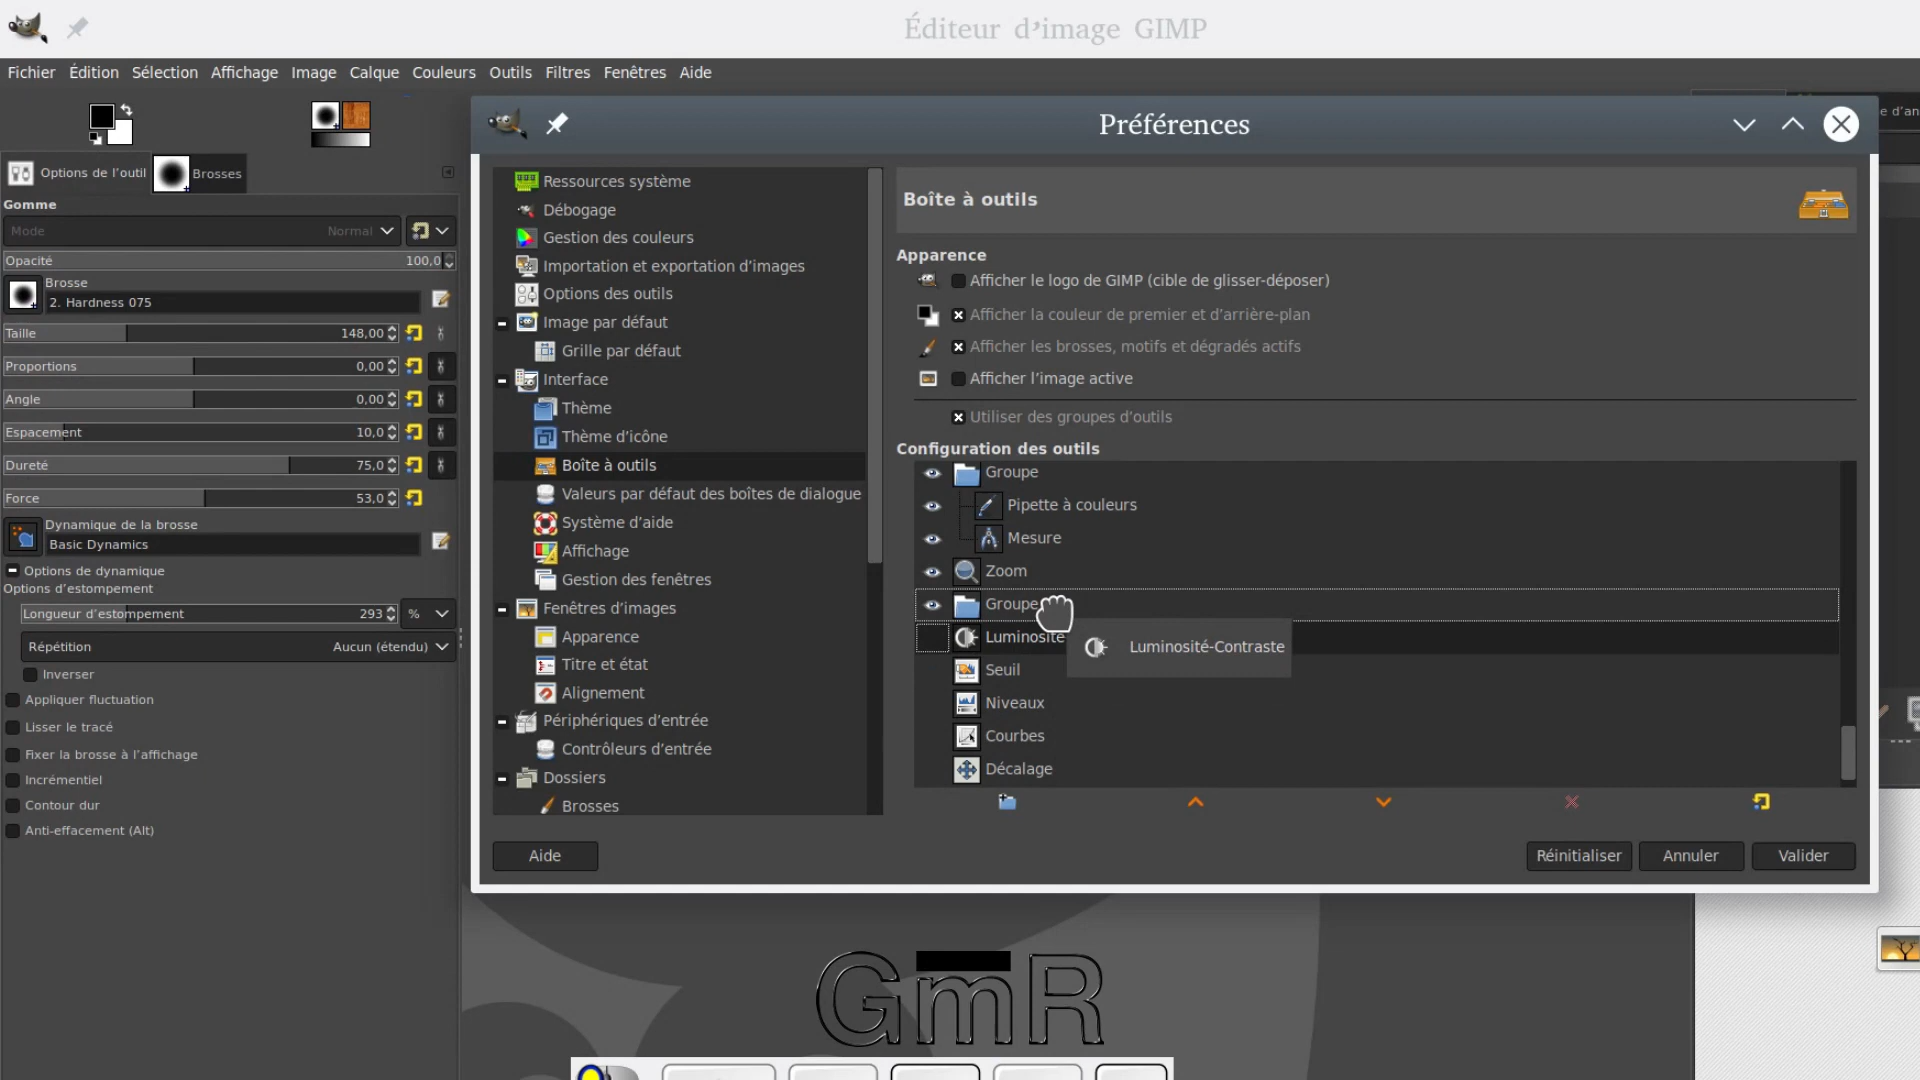 Éditeur d’image GIMP
Fichier Édition Sélection Affichage Image Calque Couleurs Outils Filtres Fenêtres Aide
Options de l’outil
Brosses
Gomme
Mode Normal
Opacité 100,0
Brosse
2. Hardness 075
Taille 148,00
Proportions 0,00
Angle 0,00
Espacement 10,0
Dureté 75,0
Force 53,0
Dynamique de la brosse
Basic Dynamics
Options de dynamique
Options d’estompement
Longueur d’estompement 293 %
Répétition Aucun (étendu)
Inverser
Appliquer fluctuation
Lisser le tracé
Fixer la brosse à l’affichage
Incrémentiel
Contour dur
Anti-effacement (Alt)
Préférences
Ressources système
Débogage
Gestion des couleurs
Importation et exportation d’images
Options des outils
Image par défaut
Grille par défaut
Interface
Thème
Thème d’icône
Boîte à outils
Valeurs par défaut des boîtes de dialogue
Système d’aide
Affichage
Gestion des fenêtres
Fenêtres d’images
Apparence
Titre et état
Alignement
Périphériques d’entrée
Contrôleurs d’entrée
Dossiers
Brosses
Boîte à outils
Apparence
Afficher le logo de GIMP (cible de glisser-déposer)
Afficher la couleur de premier et d’arrière-plan
Afficher les brosses, motifs et dégradés actifs
Afficher l’image active
Utiliser des groupes d’outils
Configuration des outils
Groupe
Pipette à couleurs
Mesure
Zoom
Groupe
Luminosité
Luminosité-Contraste
Seuil
Niveaux
Courbes
Décalage
Aide
Réinitialiser
Annuler
Valider
GmR